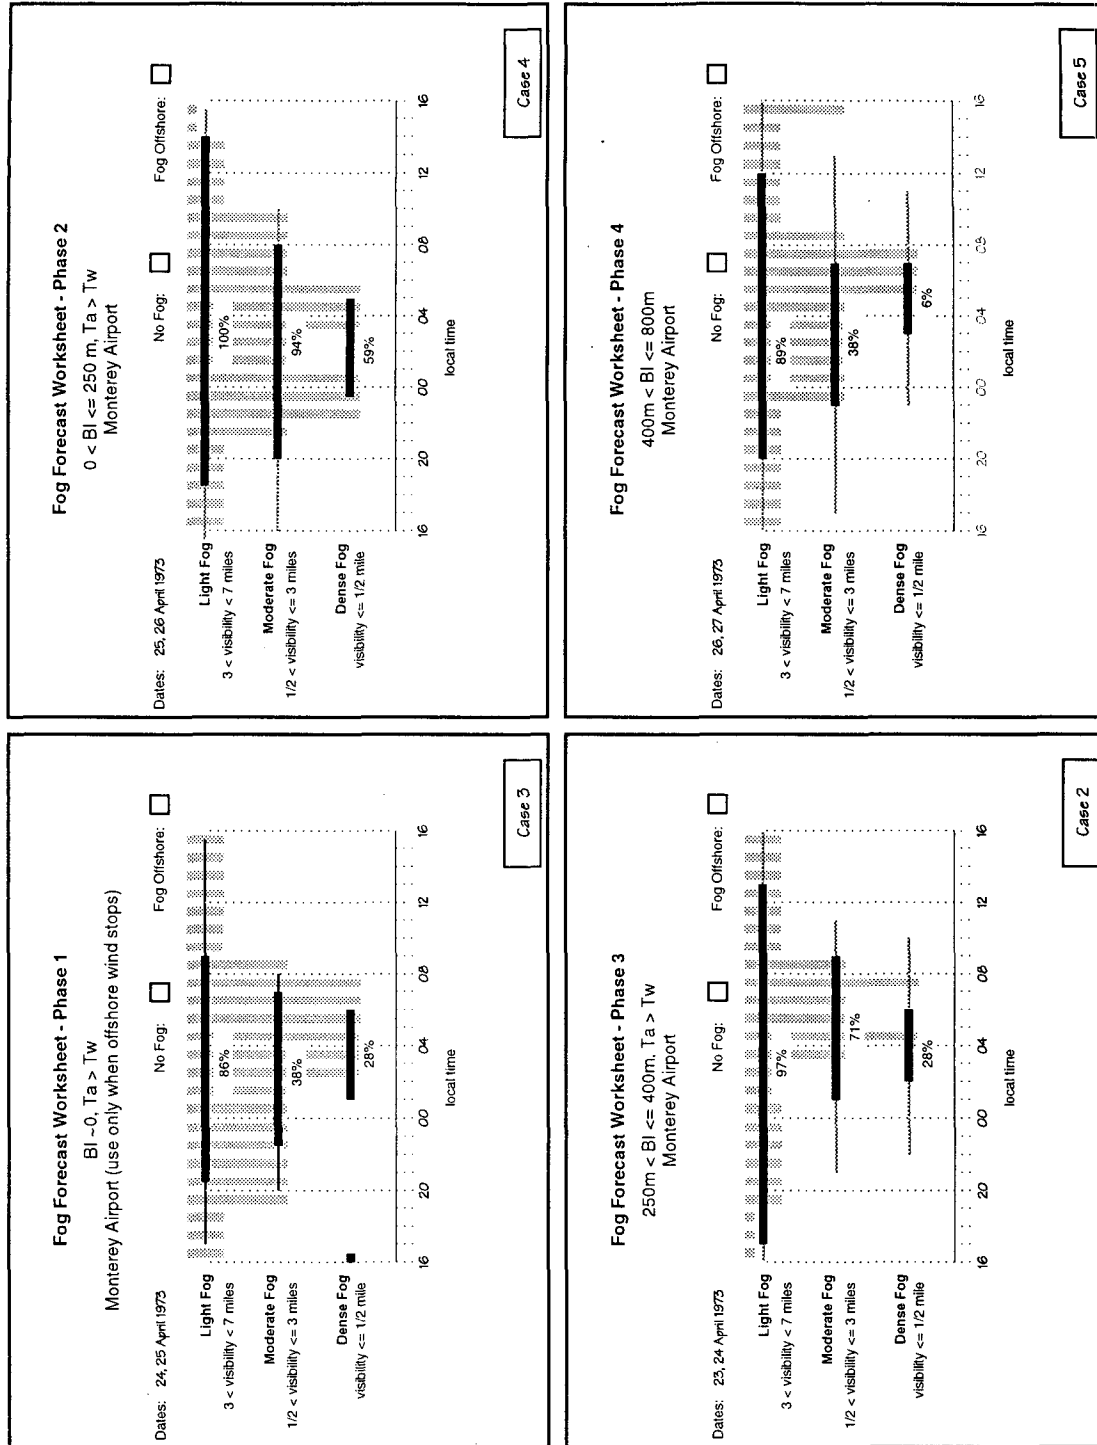 Fog Forecast Worksheet - Phase 1
BI ~0, Ta > Tw
Monterey Airport (use only when offshore wind stops)
Dates: 24, 25 April 1973 No Fog: Fog Offshore:
Light Fog
3 < visibility < 7 miles
86%
Moderate Fog
1/2 < visibility <= 3 miles
38%
Dense Fog
visibility <= 1/2 mile
28%
16 20 00 04 08 12 16
local time
Case 3
Fog Forecast Worksheet - Phase 2
0 < BI <= 250 m, Ta > Tw
Monterey Airport
Dates: 25, 26 April 1973 No Fog: Fog Offshore:
Light Fog
3 < visibility < 7 miles
100%
Moderate Fog
1/2 < visibility <= 3 miles
94%
Dense Fog
visibility <= 1/2 mile
59%
16 20 00 04 08 12 16
local time
Case 4
Fog Forecast Worksheet - Phase 3
250m < BI <= 400m, Ta > Tw
Monterey Airport
Dates: 23, 24 April 1973 No Fog: Fog Offshore:
Light Fog
3 < visibility < 7 miles
97%
Moderate Fog
1/2 < visibility <= 3 miles
71%
Dense Fog
visibility <= 1/2 mile
28%
16 20 00 04 08 12 16
local time
Case 2
Fog Forecast Worksheet - Phase 4
400m < BI <= 800m
Monterey Airport
Dates: 26, 27 April 1973 No Fog: Fog Offshore:
Light Fog
3 < visibility < 7 miles
89%
Moderate Fog
1/2 < visibility <= 3 miles
38%
Dense Fog
visibility <= 1/2 mile
6%
16 20 00 04 08 12 16
local time
Case 5